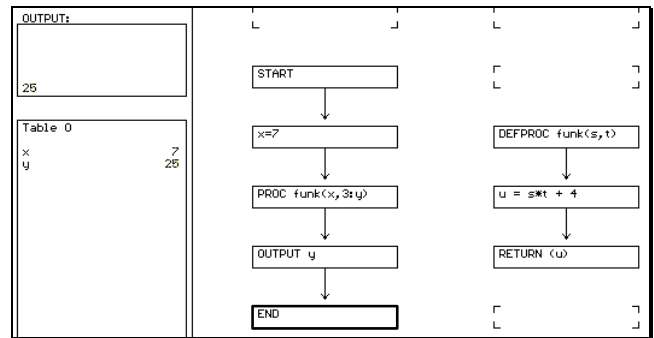 OUTPUT:
25
Table 0
x 7
y 25
START
x=7
PROC funk(x,3:y)
OUTPUT y
END
DEFPROC funk(s,t)
u = s*t + 4
RETURN (u)